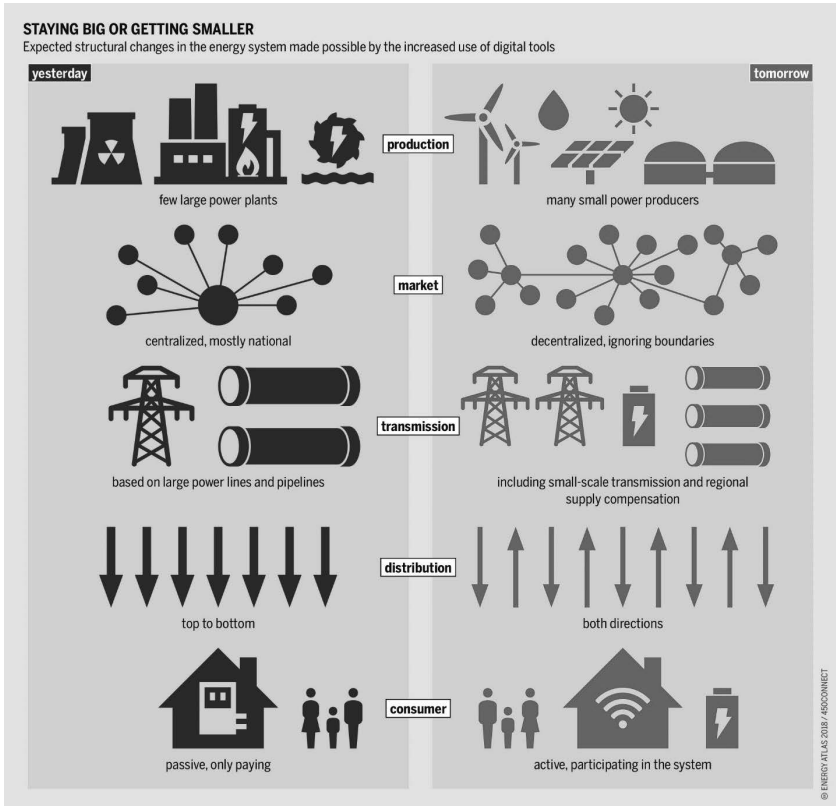 STAYING BIG OR GETTING SMALLER
Expected structural changes in the energy system made possible by the increased use of digital tools
yesterday
tomorrow
production
few large power plants
many small power producers
market
centralized, mostly national
decentralized, ignoring boundaries
transmission
based on large power lines and pipelines
including small-scale transmission and regional
supply compensation
distribution
top to bottom
both directions
consumer
passive, only paying
active, participating in the system
© ENERGY ATLAS 2018 / 450CONNECT